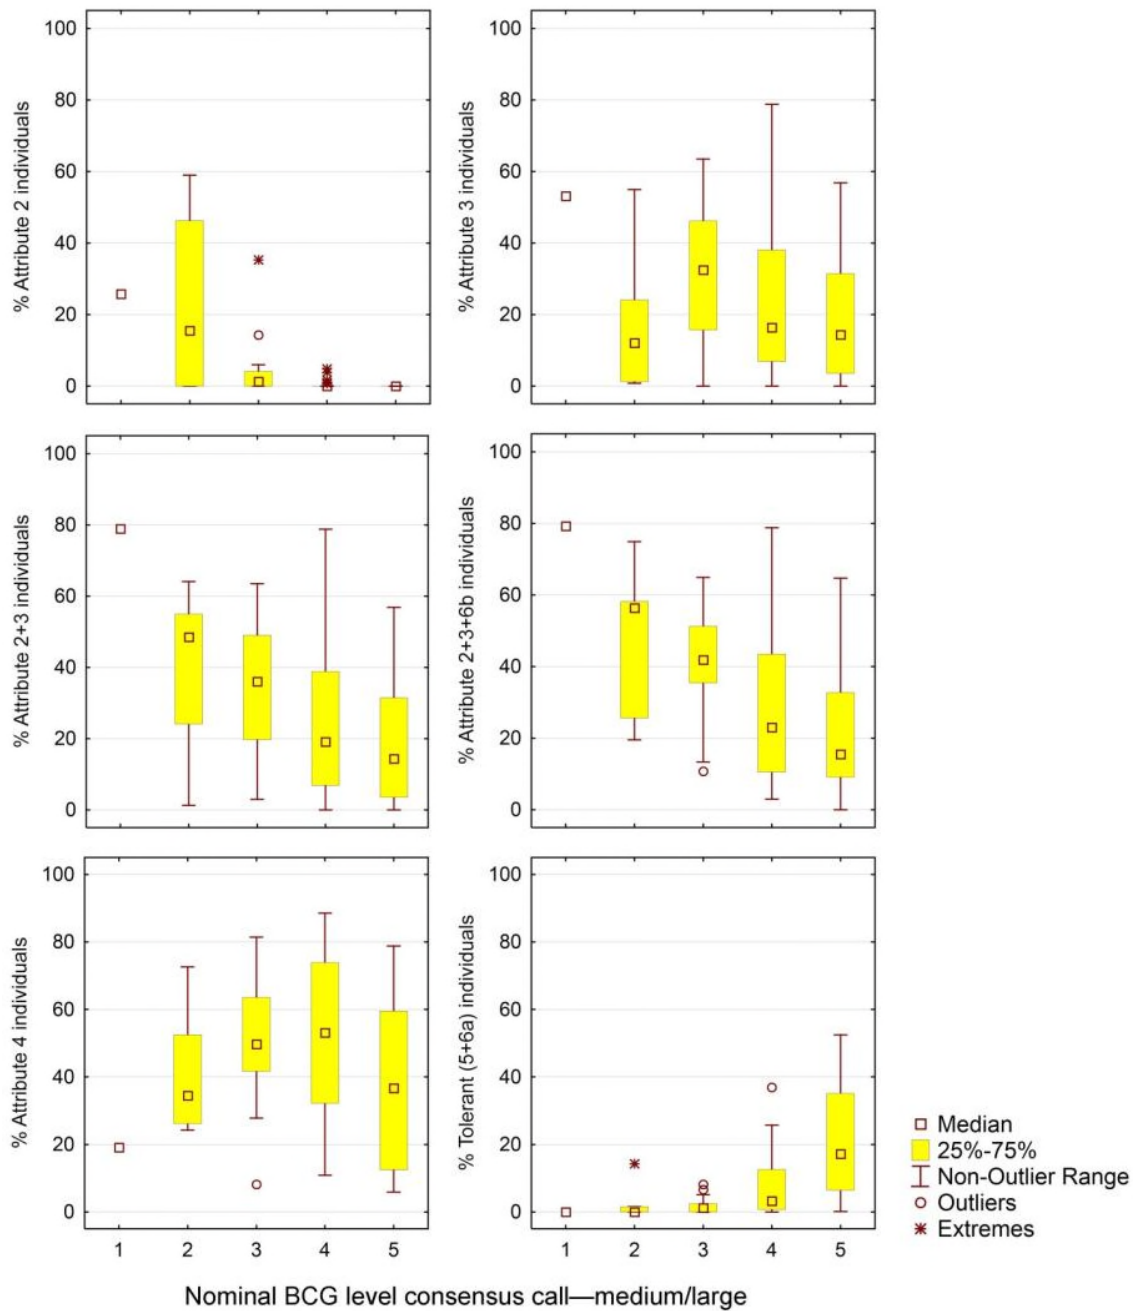 % Attribute 2 individuals
100
80
60
40
20
0
% Attribute 3 individuals
100
80
60
40
20
0
% Attribute 2+3 individuals
100
80
60
40
20
0
% Attribute 2+3+6b individuals
100
80
60
40
20
0
% Attribute 4 individuals
100
80
60
40
20
0
1 2 3 4 5
% Tolerant (5+6a) individuals
100
80
60
40
20
0
1 2 3 4 5
Median
25%-75%
Non-Outlier Range
Outliers
Extremes
Nominal BCG level consensus call—medium/large